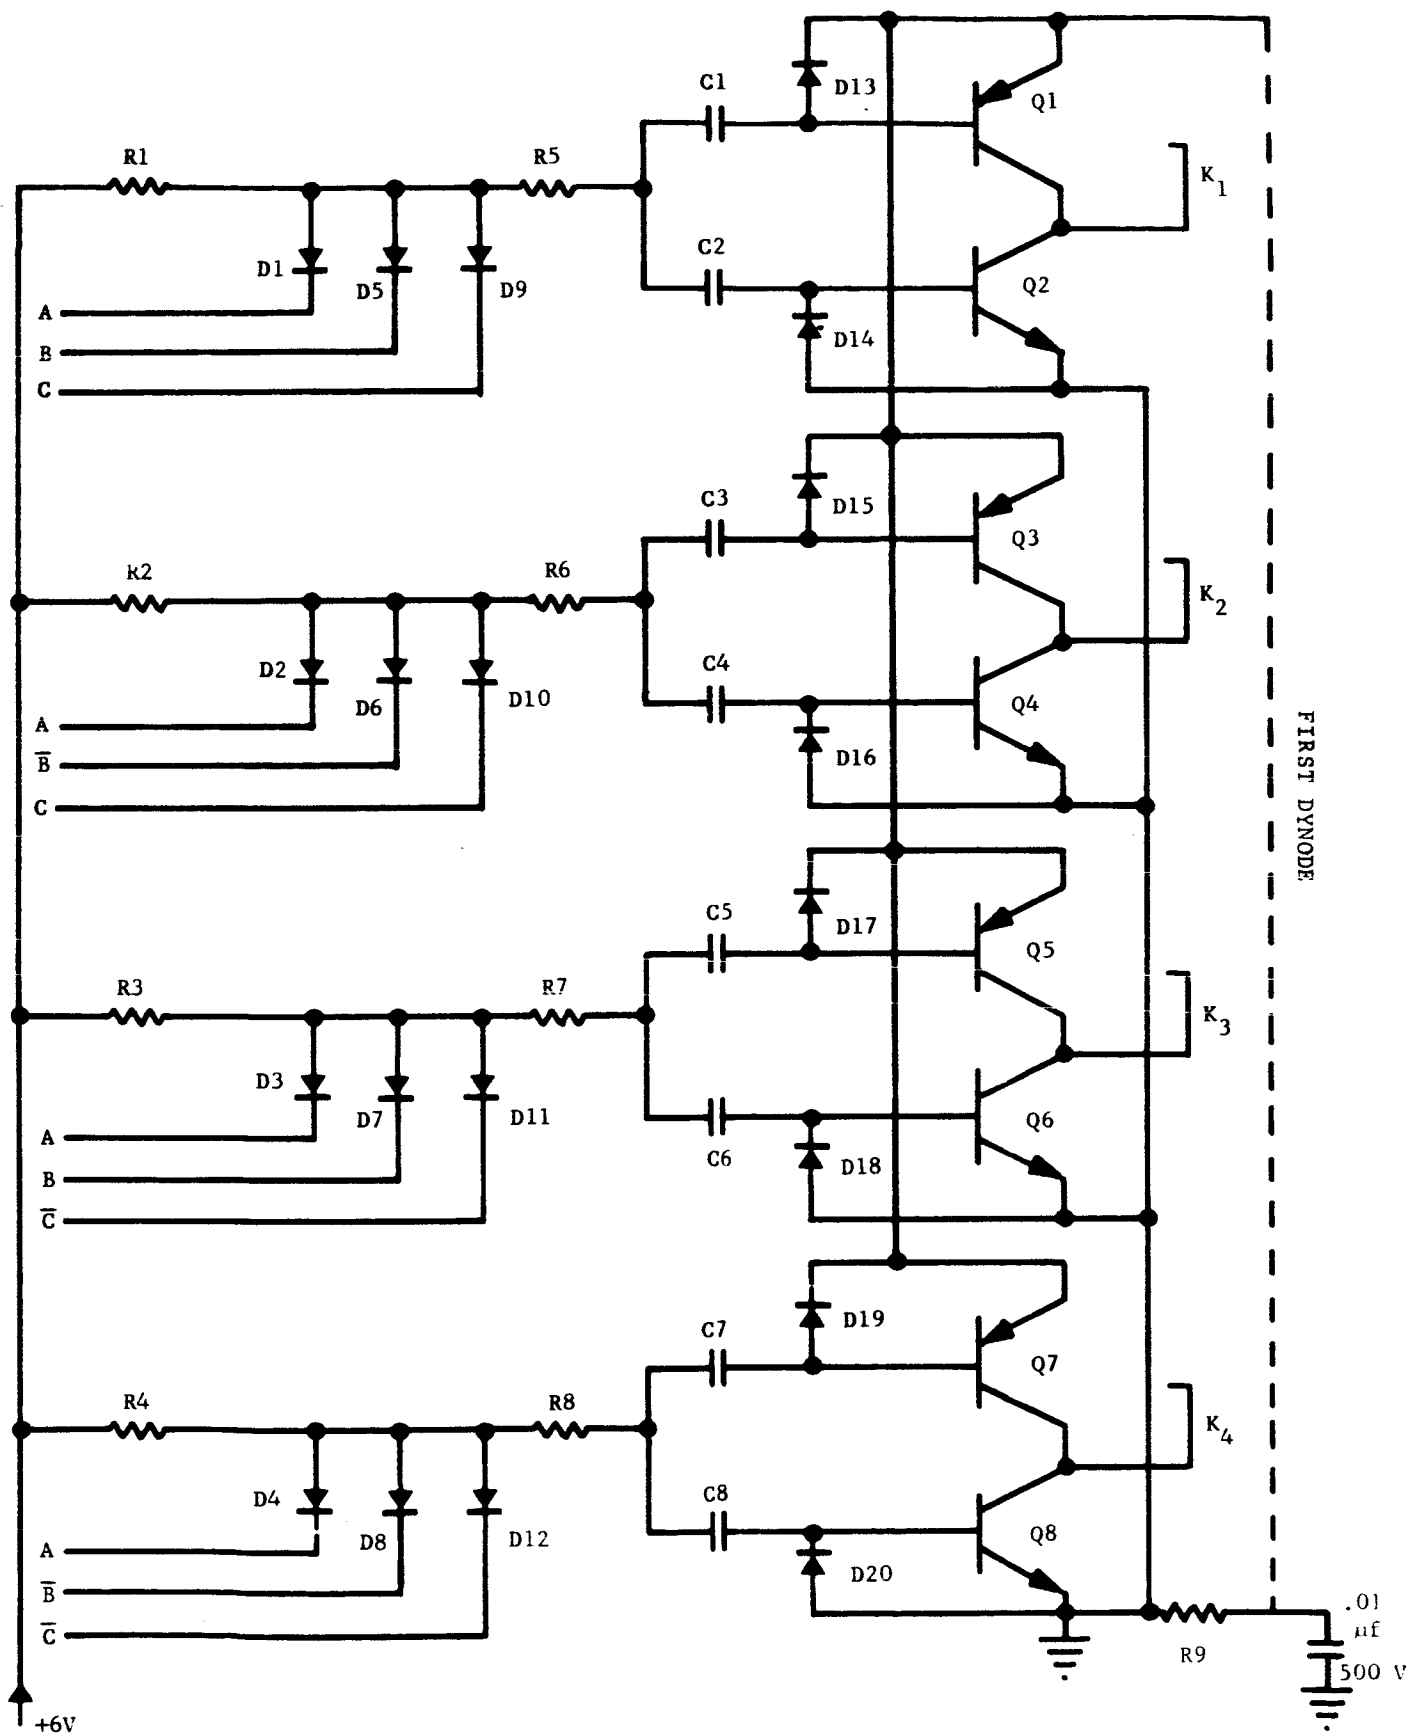 C1
D13
Q1
R1
R5
K1
C2
D1
D5
D9
Q2
A
D14
B
C
C3
D15
Q3
R2
R6
K2
C4
D2
D6
D10
Q4
A
D16
B̅
C
FIRST DYNODE
C5
D17
Q5
R3
R7
K3
D3
D7
D11
Q6
A
C6
D18
B
C̅
D19
C7
Q7
R4
R8
K4
C8
D4
D8
D12
Q8
A
D20
B̅
C̅
.01
µf
R9
500 V
+6V